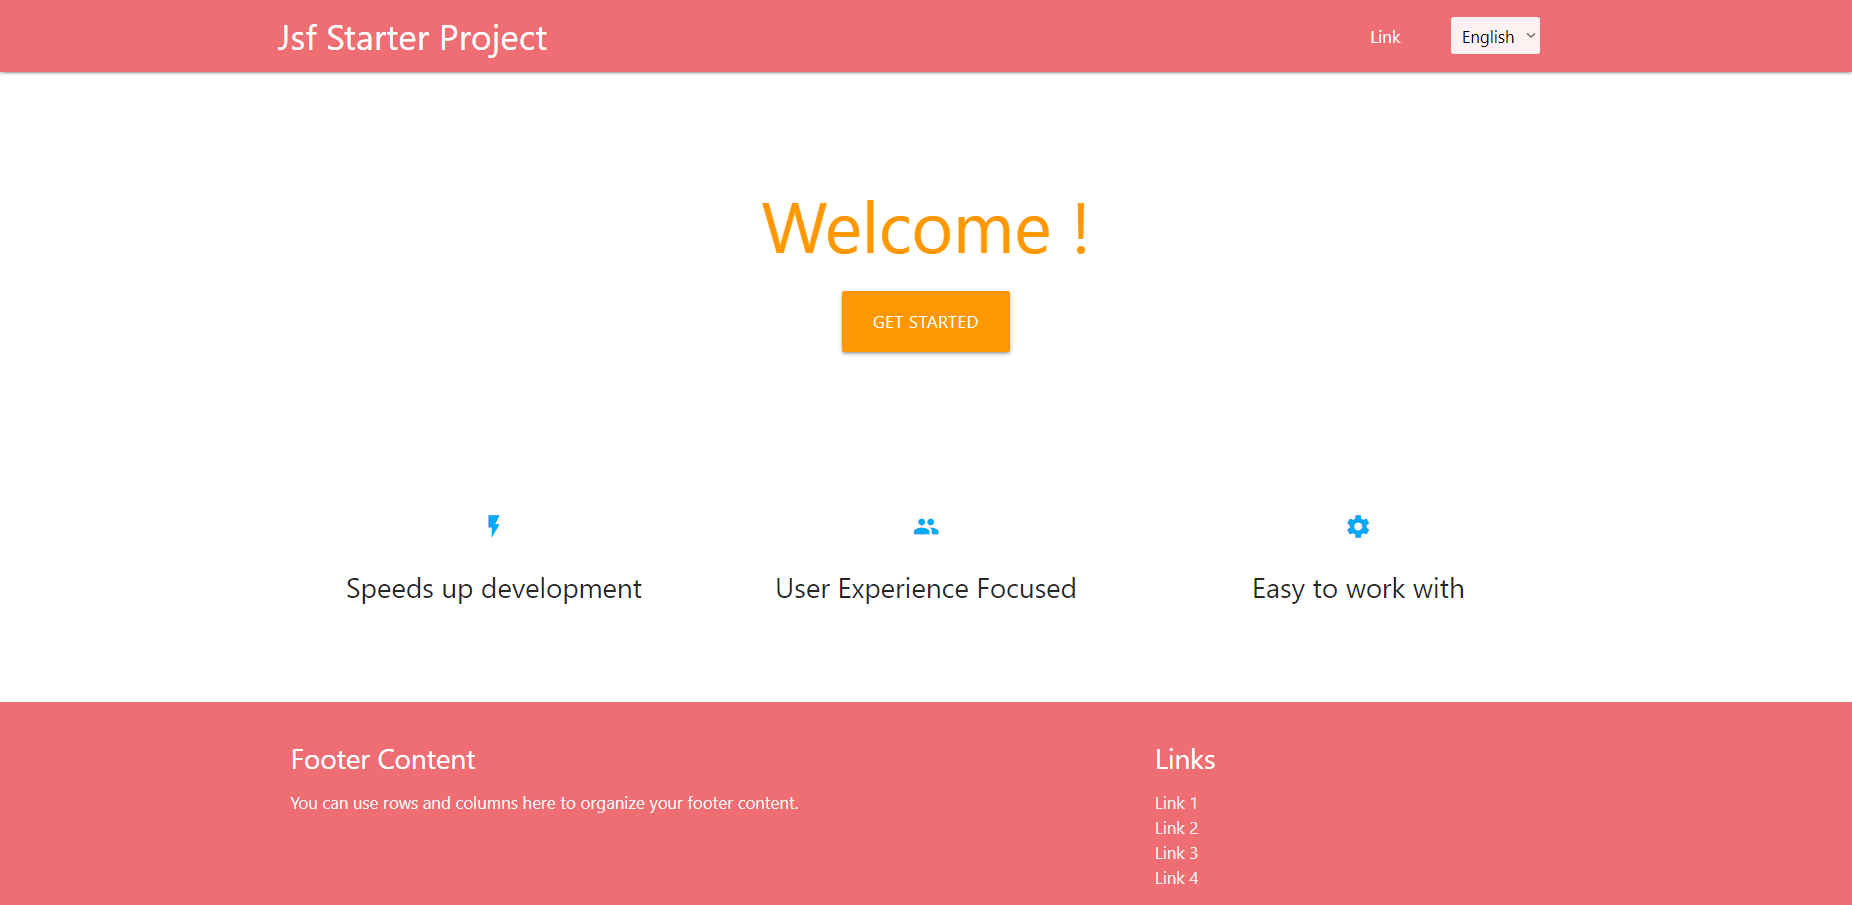 Jsf Starter Project
Link
English
Welcome !
GET STARTED
Speeds up development
User Experience Focused
Easy to work with
Footer Content
You can use rows and columns here to organize your footer content.
Links
Link 1
Link 2
Link 3
Link 4